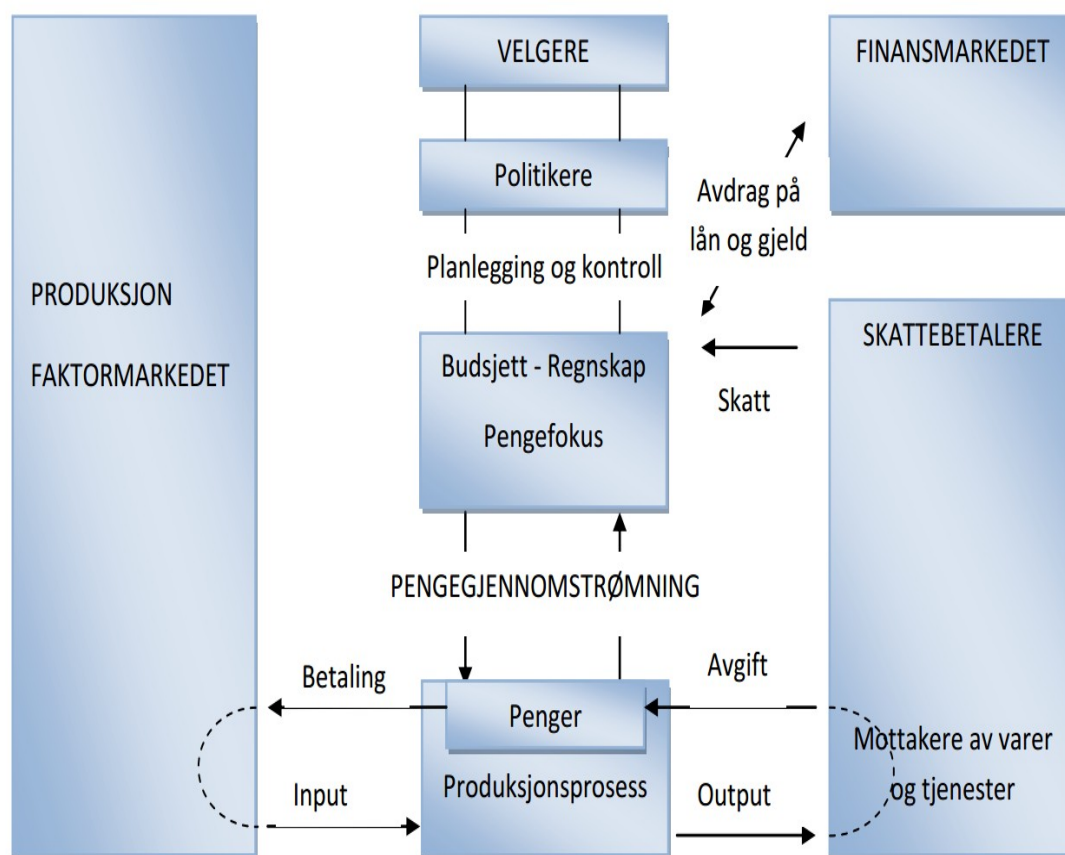 VELGERE
FINANSMARKEDET
Politikere
Avdrag på
lån og gjeld
Planlegging og kontroll
PRODUKSJON
FAKTORMARKEDET
SKATTEBETALERE
Budsjett - Regnskap
Pengefokus
Skatt
PENGEGJENNOMSTRØMNING
Betaling
Avgift
Penger
Mottakere av varer
og tjenester
Input
Produksjonsprosess
Output